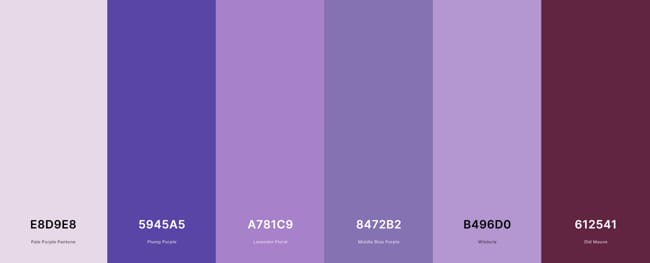 E8D9E8 5945A5 A781C9 8472B2 B496D0 612541
Pale Purple Pantone Plump Purple Lavender Floral Middle Blue Purple Wisteria Old Mauve